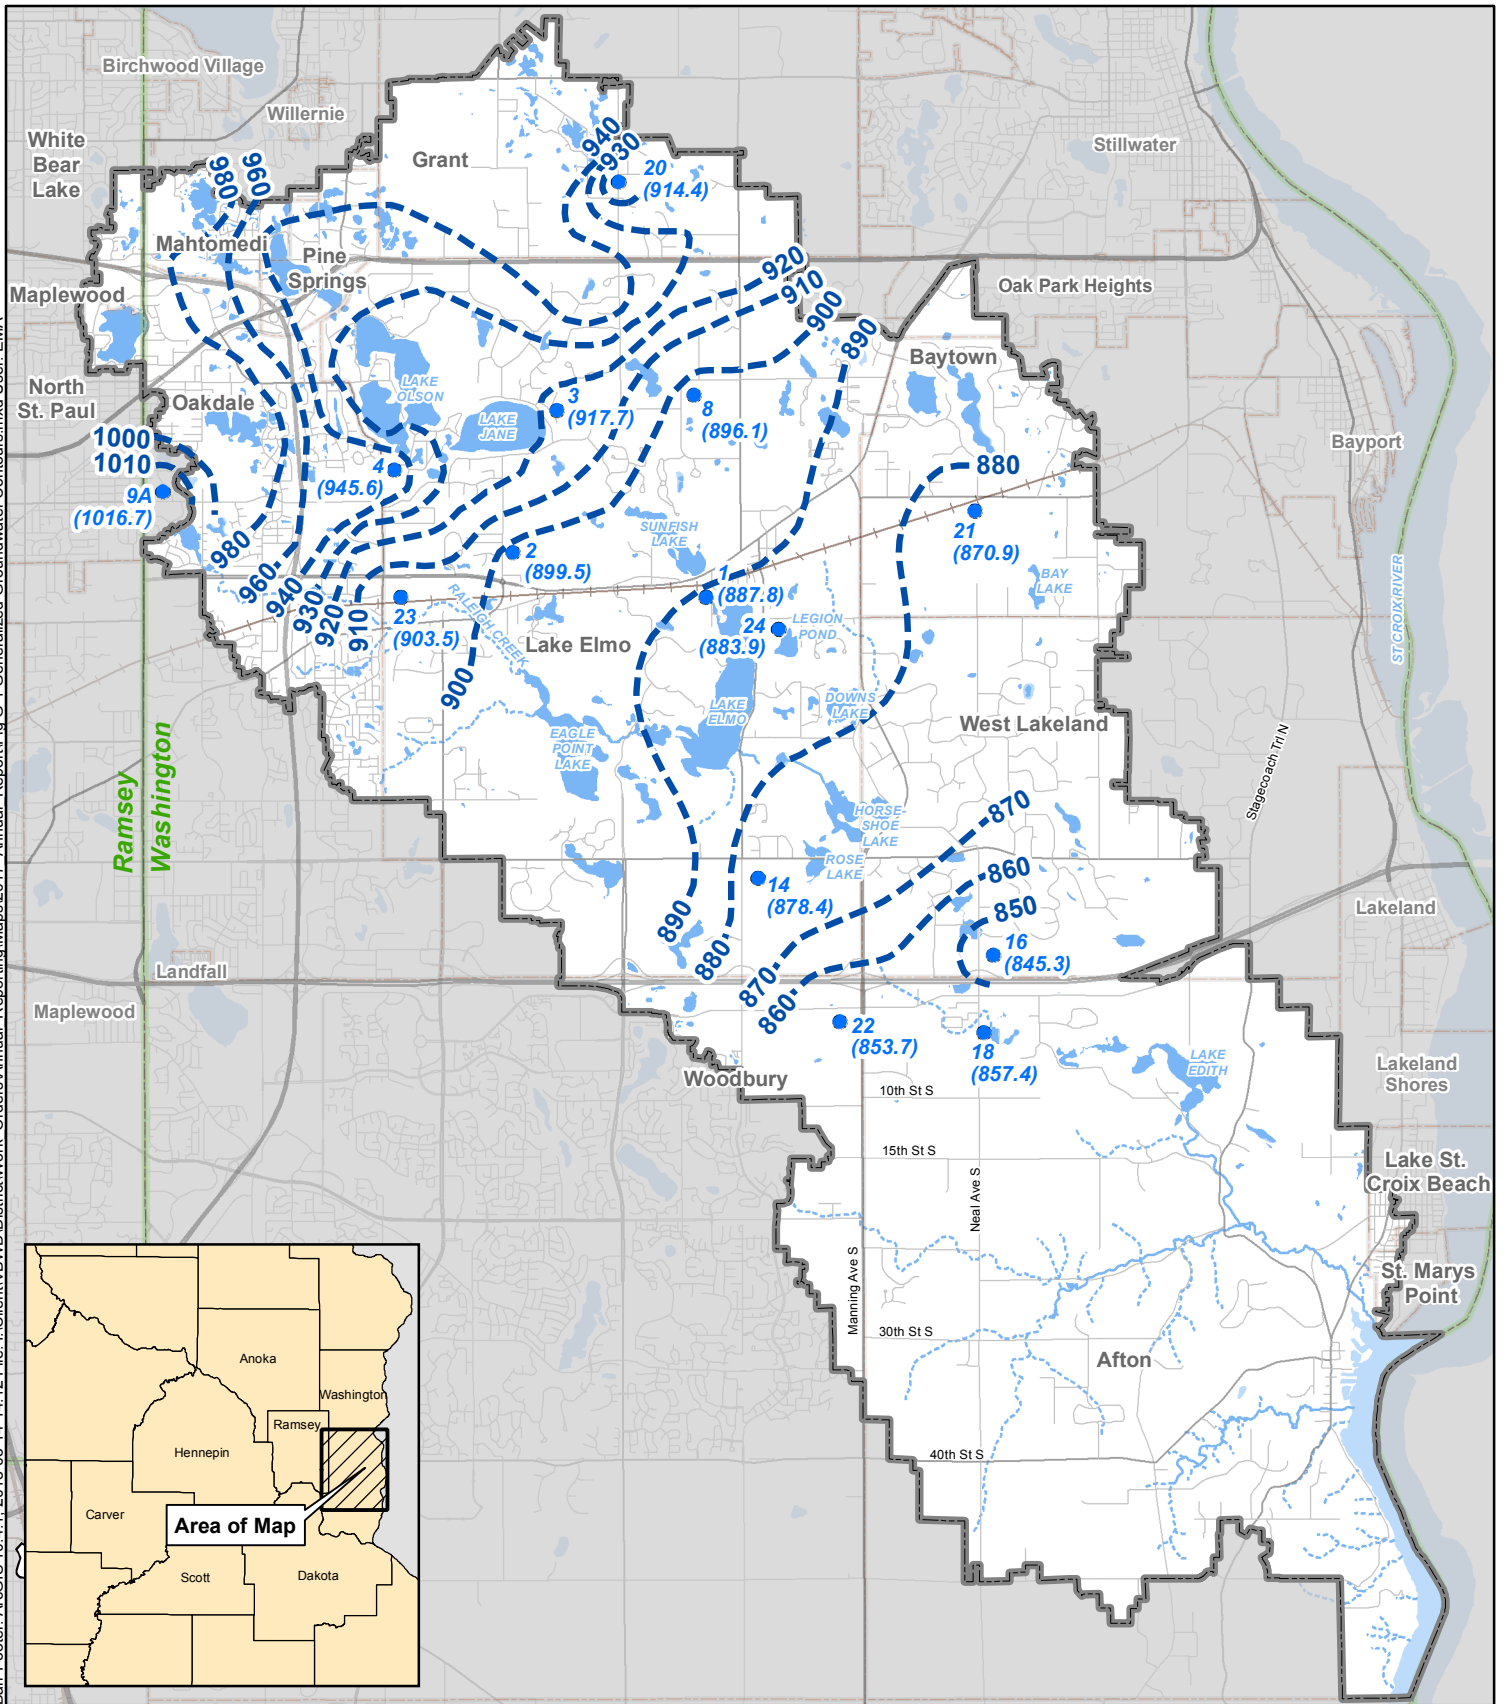 Birchwood Village
Willernie
White
Bear
Lake
Grant
Stillwater
940
930
20
(914.4)
980
960
Mahtomedi
Pine
Springs
Maplewood
920
910
900
890
Oak Park Heights
Baytown
North
St. Paul
Oakdale
LAKE
OLSON
LAKE
JANE
3
(917.7)
8
(896.1)
1000
1010
9A
(1016.7)
4
(945.6)
880
Bayport
21
(870.9)
SUNFISH
LAKE
2
(899.5)
980
960
940
930
920
910
23
(903.5)
RALEIGH CREEK
1
(887.8)
24
(883.9)
LEGION
POND
BAY
LAKE
ST CROIX RIVER
Lake Elmo
900
LAKE
ELMO
DOWNS
LAKE
West Lakeland
EAGLE
POINT
LAKE
Stagecoach Trl N
Ramsey
Washington
HORSE-
SHOE
LAKE
870
ROSE
LAKE
860
14
(878.4)
850
Lakeland
890
880
870
860
16
(845.3)
Landfall
Maplewood
22
(853.7)
18
(857.4)
LAKE
EDITH
Lakeland
Shores
Woodbury
10th St S
15th St S
Neal Ave S
Manning Ave S
Lake St.
Croix Beach
St. Marys
Point
30th St S
Afton
40th St S
Anoka
Washington
Ramsey
Hennepin
Carver
Area of Map
Scott
Dakota